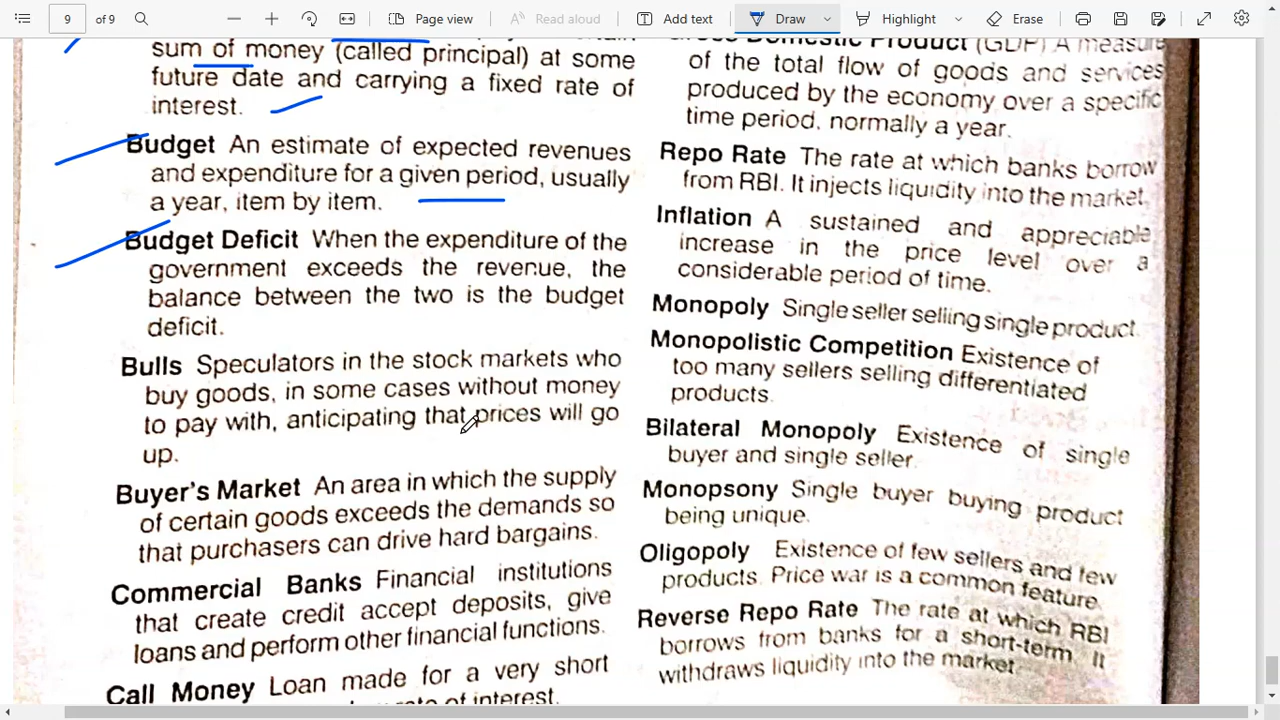 9 of 9
Page view
Read aloud
Add text
Draw
Highlight
Erase
sum of money (called principal) at some
future date and carrying a fixed rate of
interest.
Budget An estimate of expected revenues
and expenditure for a given period, usually
a year, item by item.
Budget Deficit When the expenditure of the
government exceeds the revenue, the
balance between the two is the budget
deficit.
Bulls Speculators in the stock markets who
buy goods, in some cases without money
to pay with, anticipating that prices will go
up.
Buyer's Market An area in which the supply
of certain goods exceeds the demands so
that purchasers can drive hard bargains.
Commercial Banks Financial institutions
that create credit accept deposits, give
loans and perform other financial functions.
Call Money Loan made for a very short
rate of interest.
Gross Domestic Product (GDP) A measure
of the total flow of goods and services
produced by the economy over a specific
time period, normally a year.
Repo Rate The rate at which banks borrow
from RBI. It injects liquidity into the market.
Inflation A sustained and appreciable
increase in the price level over a
considerable period of time.
Monopoly Single seller selling single product.
Monopolistic Competition Existence of
too many sellers selling differentiated
products.
Bilateral Monopoly Existence of single
buyer and single seller.
Monopsony Single buyer buying product
being unique.
Oligopoly Existence of few sellers and few
products. Price war is a common feature.
Reverse Repo Rate The rate at which RBI
borrows from banks for a short-term. It
withdraws liquidity into the market.